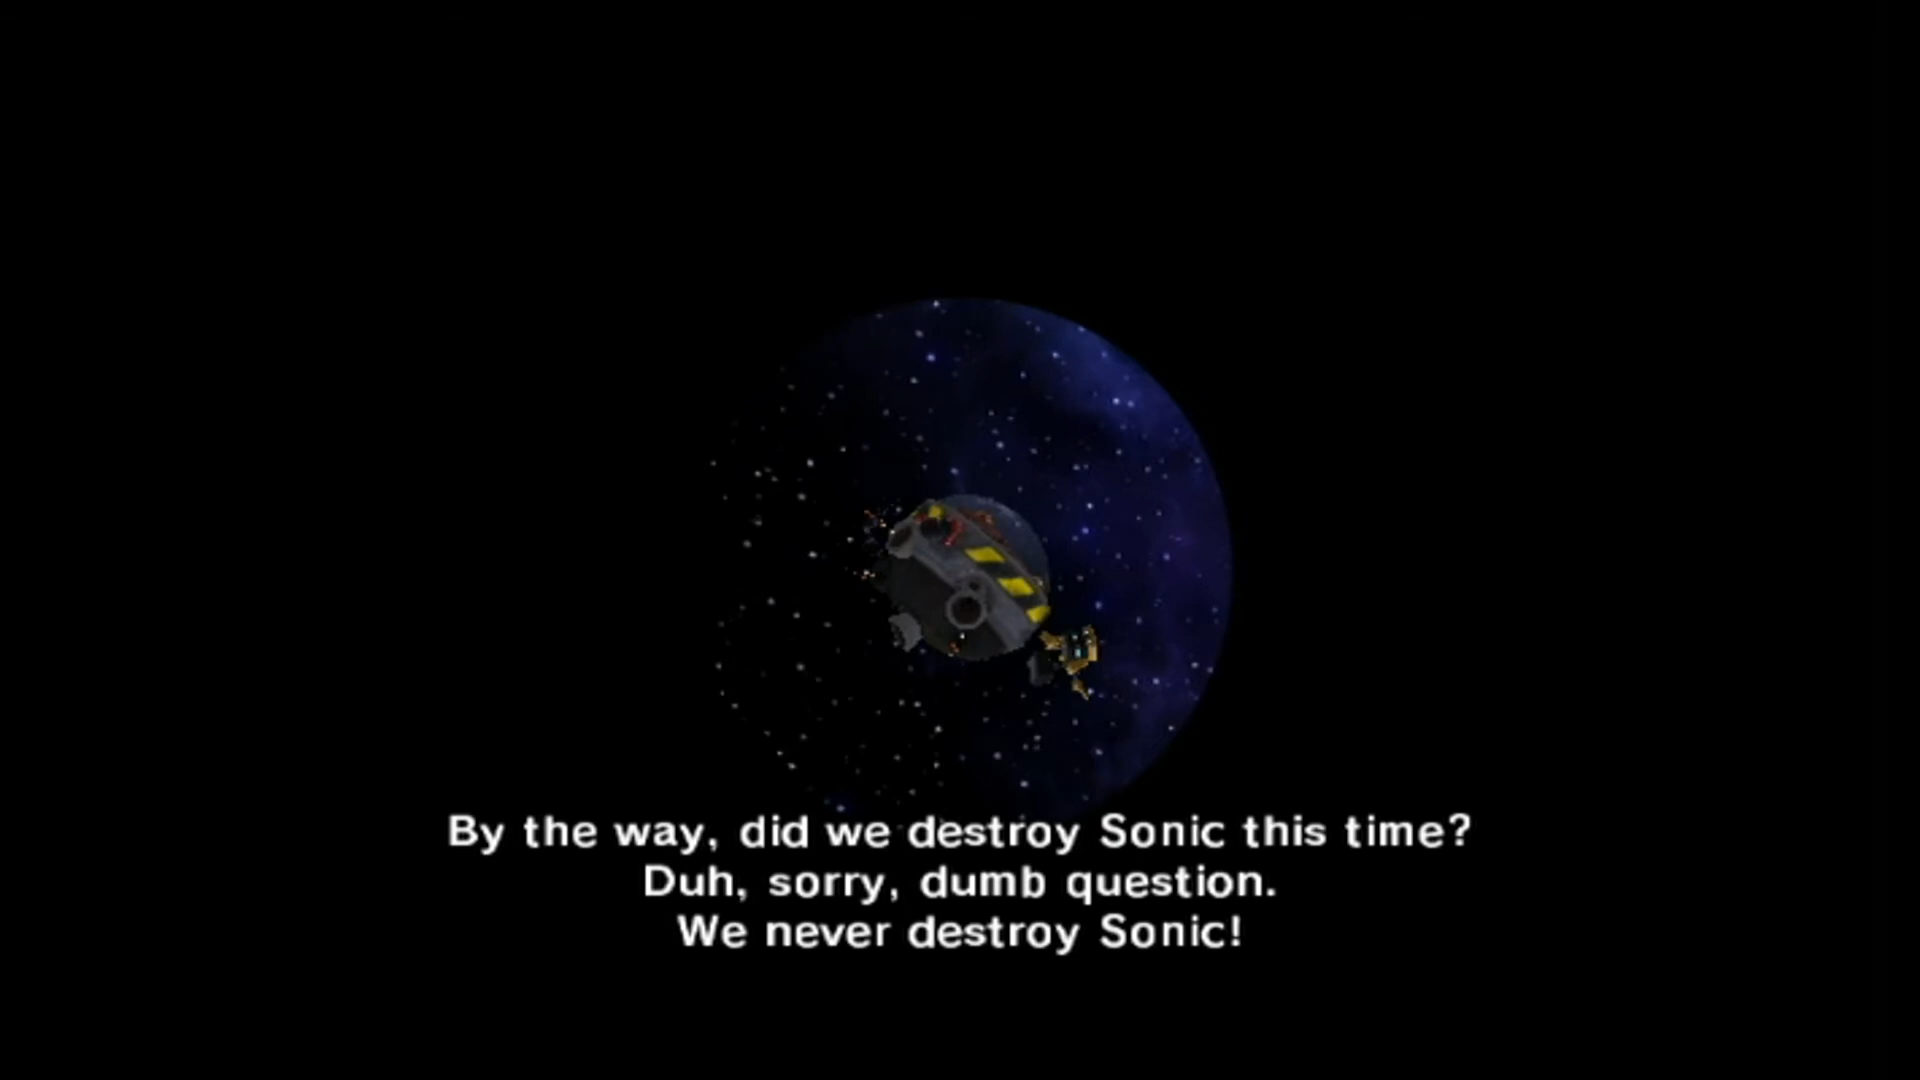 By the way, did we destroy Sonic this time?
Duh, sorry, dumb question.
We never destroy Sonic!